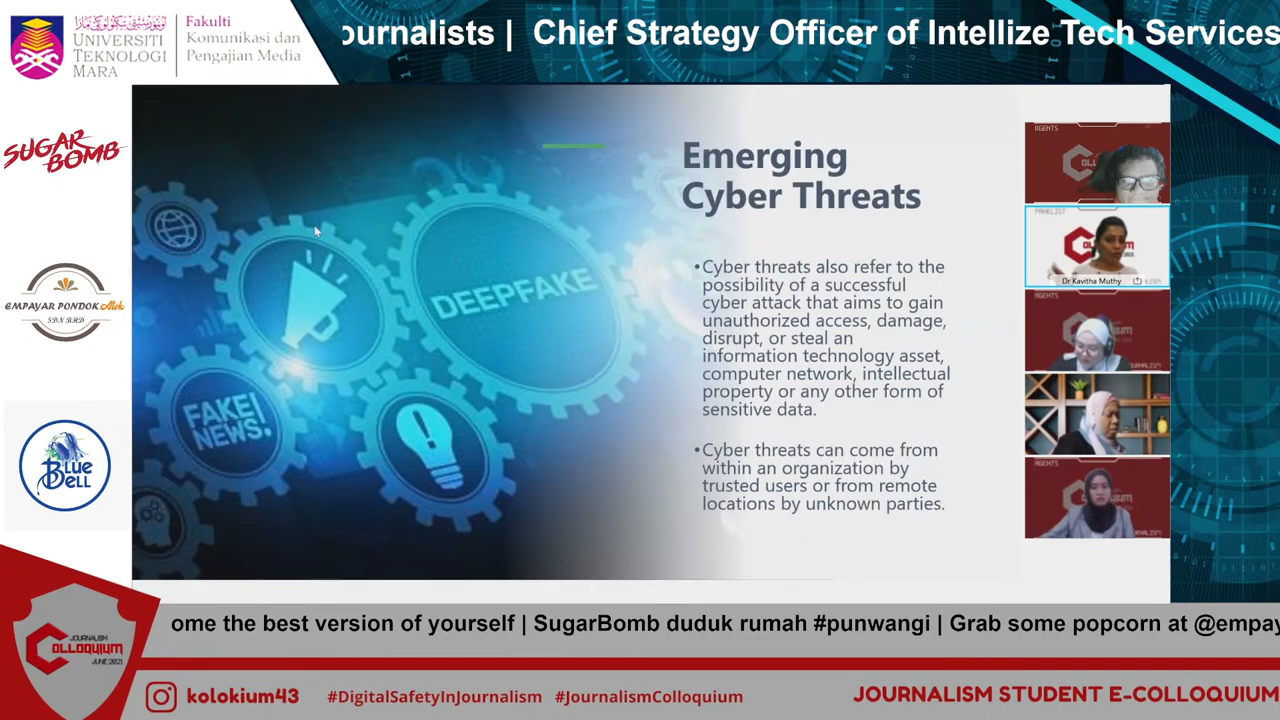 UNIVERSITI
TEKNOLOGI
MARA
Fakulti
Komunikasi dan
Pengajian Media
ournalists | Chief Strategy Officer of Intellize Tech Services
SUGAR
BOMB
EMPAYAR PONDOK Atok
SDN BHD
Blue
Bell
DEEPFAKE
FAKE
NEWS!
Emerging
Cyber Threats
•Cyber threats also refer to the
possibility of a successful
cyber attack that aims to gain
unauthorized access, damage,
disrupt, or steal an
information technology asset,
computer network, intellectual
property or any other form of
sensitive data.
•Cyber threats can come from
within an organization by
trusted users or from remote
locations by unknown parties.
PANELIST
Dr Kavitha Muthy
ome the best version of yourself | SugarBomb duduk rumah #punwangi | Grab some popcorn at @empay
JOURNALISM
COLLOQUIUM
JUNE 2021
kolokium43
#DigitalSafetyInJournalism #JournalismColloquium
JOURNALISM STUDENT E-COLLOQUIUM